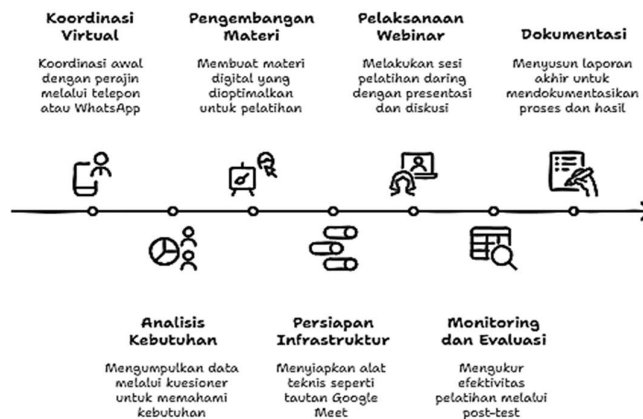 Koordinasi
Virtual
Koordinasi awal
dengan perajin
melalui telepon
atau WhatsApp
Pengembangan
Materi
Membuat materi
digital yang
dioptimalkan
untuk pelatihan
Pelaksanaan
Webinar
Melakukan sesi
pelatihan daring
dengan presentasi
dan diskusi
Dokumentasi
Menyusun laporan
akhir untuk
mendokumentasikan
proses dan hasil
Analisis
Kebutuhan
Mengumpulkan data
melalui kuesioner
untuk memahami
kebutuhan
Persiapan
Infrastruktur
Menyiapkan alat
teknis seperti
tautan Google
Meet
Monitoring
dan Evaluasi
Mengukur
efektivitas
pelatihan melalui
post-test